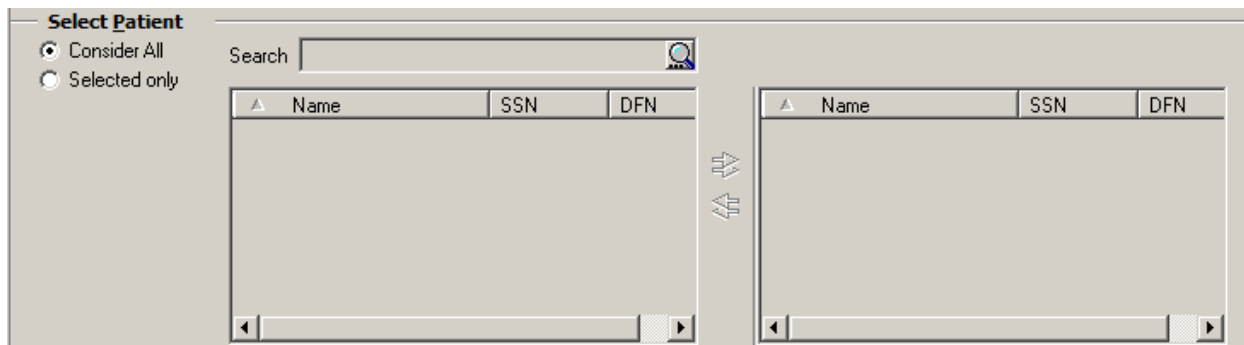 Select Patient
Consider All
Selected only
Search
Name SSN DFN
Name SSN DFN